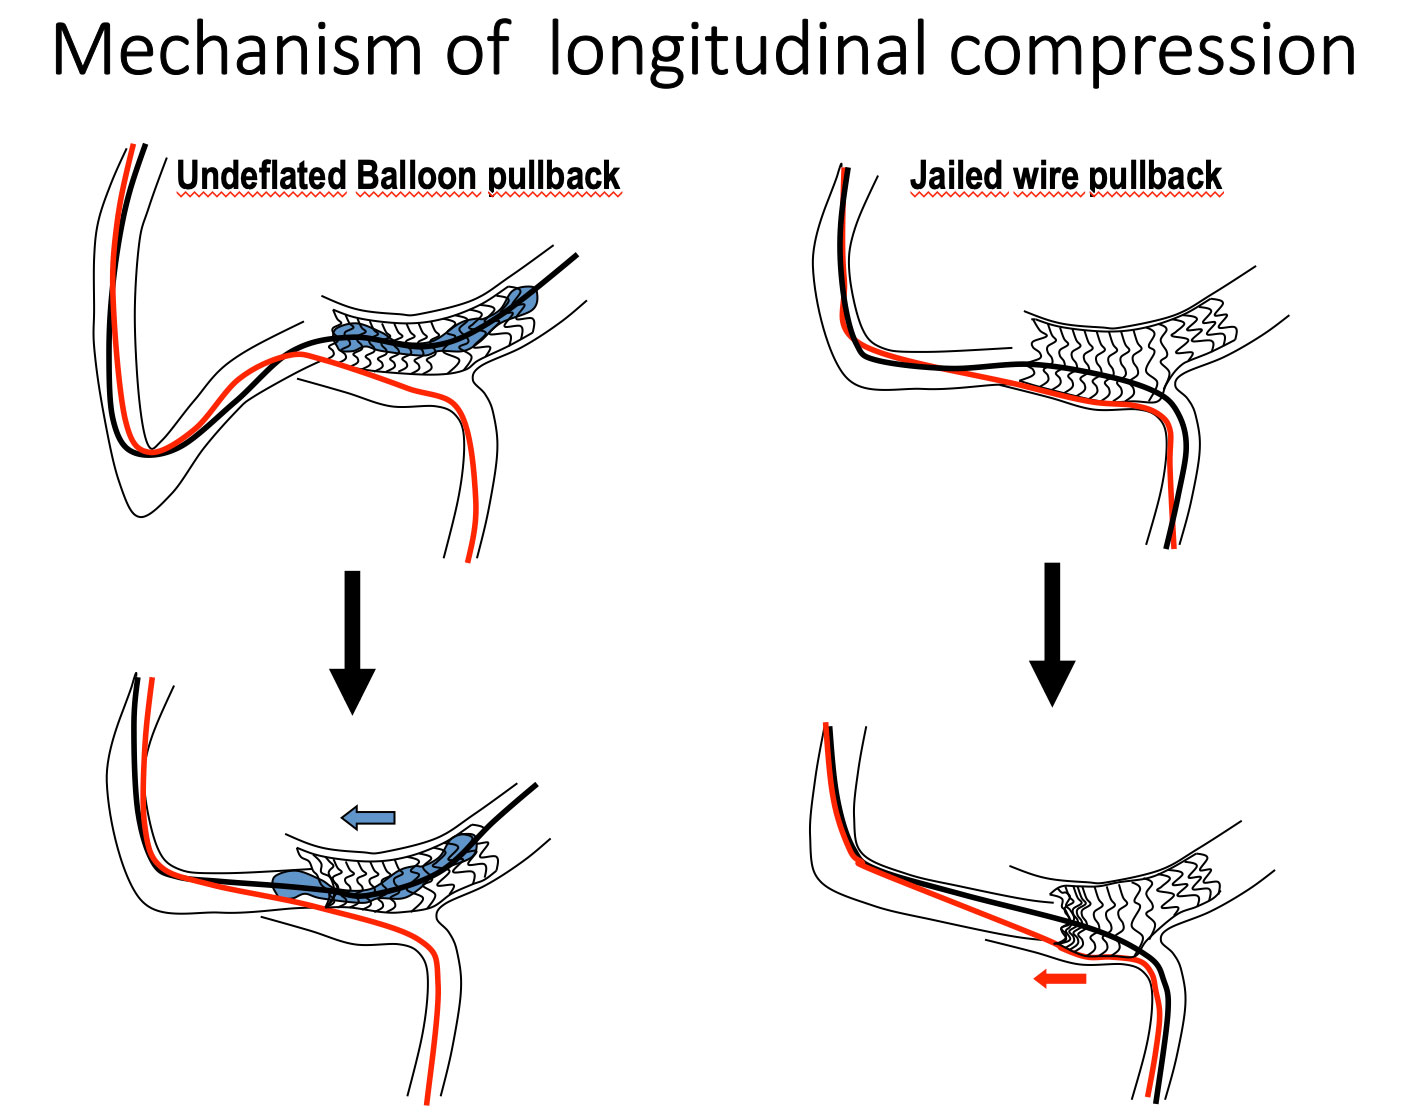 Mechanism of longitudinal compression
Undeflated Balloon pullback
Jailed wire pullback